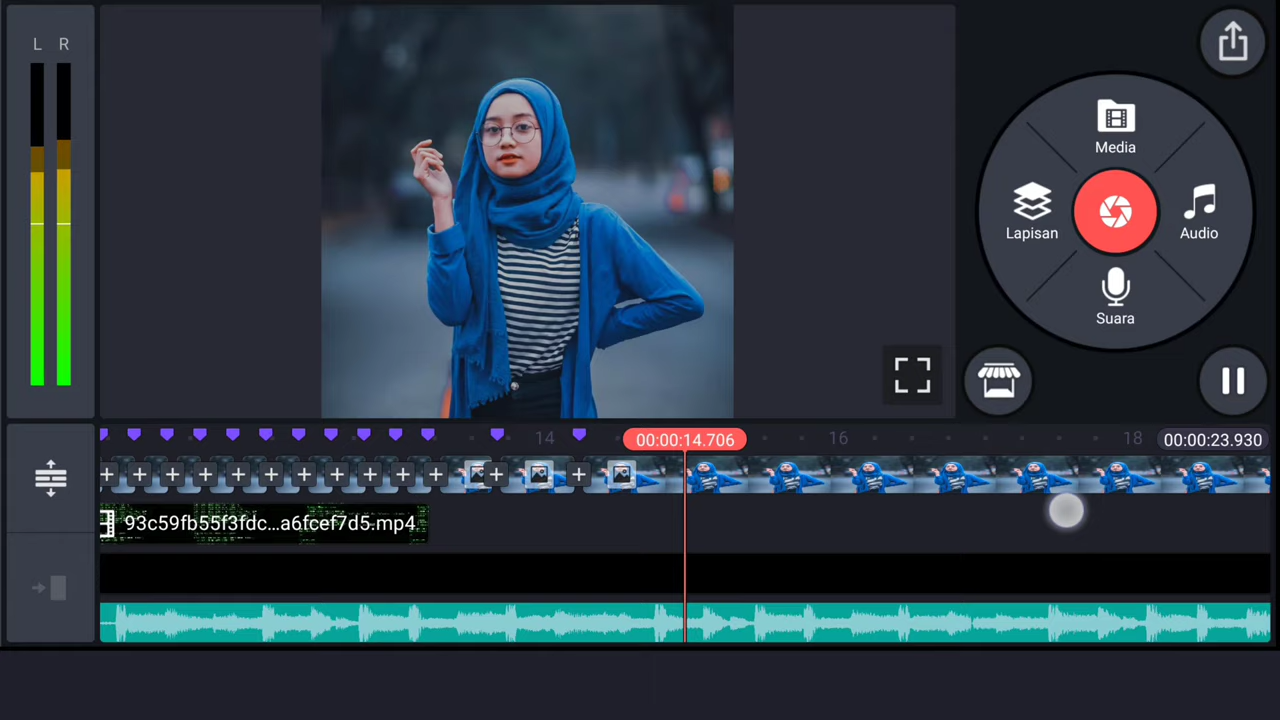 L R
Media
Lapisan
Audio
Suara
14
00:00:14.706
16
18
00:00:23.930
93c59fb55f3fdc...a6fcef7d5.mp4